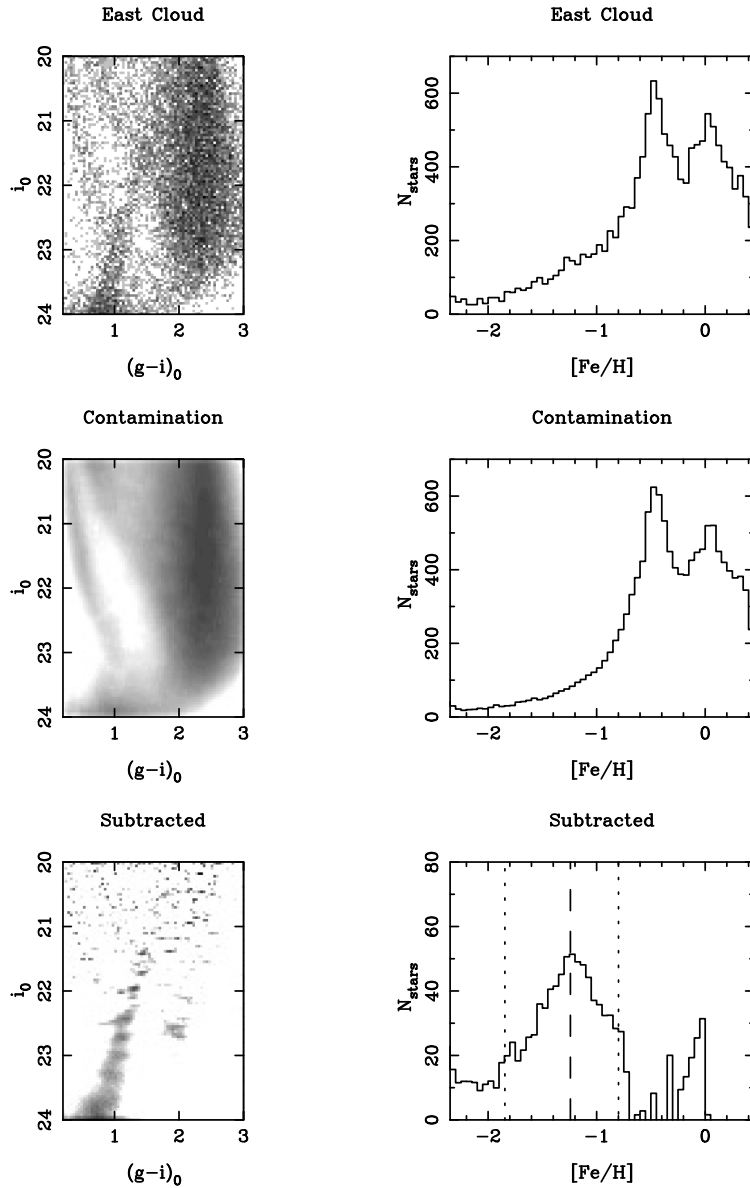 East Cloud
East Cloud
20
21
22
23
24
i₀
1
2
3
(g−i)₀
600
400
200
0
N_stars
−2
−1
0
[Fe/H]
Contamination
Contamination
20
21
22
23
24
i₀
1
2
3
(g−i)₀
600
400
200
0
N_stars
−2
−1
0
[Fe/H]
Subtracted
Subtracted
20
21
22
23
24
i₀
1
2
3
(g−i)₀
80
60
40
20
0
N_stars
−2
−1
0
[Fe/H]